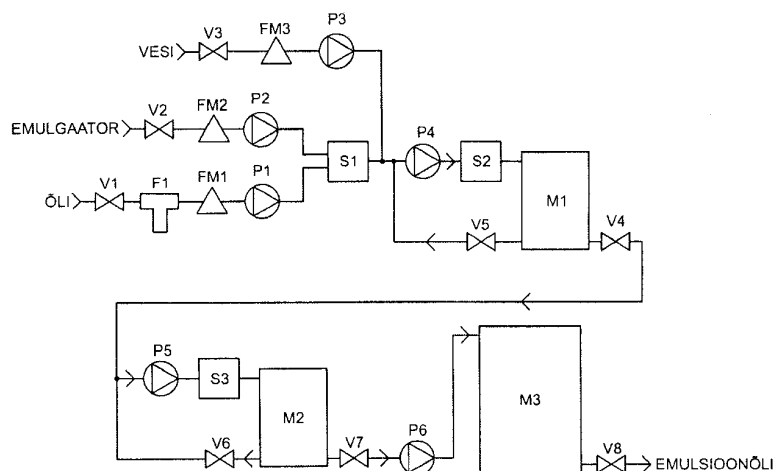 P3
V3 FM3
VESI
V2 FM2 P2
EMULGAATOR
P4
S1 S2
V1 F1 FM1 P1
ÕLI
M1
V5 V4
P5
S3
M3
M2
V6 V7 P6 V8
EMULSIOONÕLI